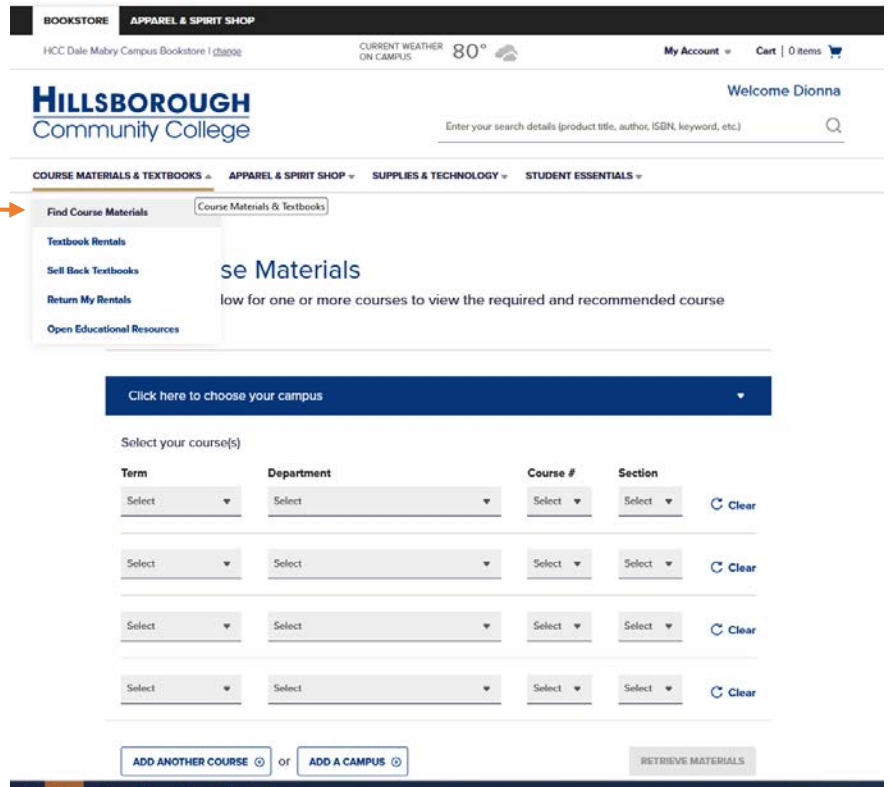 BOOKSTORE APPAREL & SPIRIT SHOP
HCC Dale Mabry Campus Bookstore | change
CURRENT WEATHER
ON CAMPUS
80°
My Account
Cart | 0 items
Welcome Dionna
HILLSBOROUGH
Community College
Enter your search details (product title, author, ISBN, keyword, etc.)
COURSE MATERIALS & TEXTBOOKS APPAREL & SPIRIT SHOP SUPPLIES & TECHNOLOGY STUDENT ESSENTIALS
Find Course Materials
Course Materials & Textbooks
Textbook Rentals
Sell Back Textbooks
Return My Rentals
Open Educational Resources
se Materials
low for one or more courses to view the required and recommended course
Click here to choose your campus
Select your course(s)
Term Department Course # Section
Select Select Select Select Clear
Select Select Select Select Clear
Select Select Select Select Clear
Select Select Select Select Clear
ADD ANOTHER COURSE or ADD A CAMPUS RETRIEVE MATERIALS